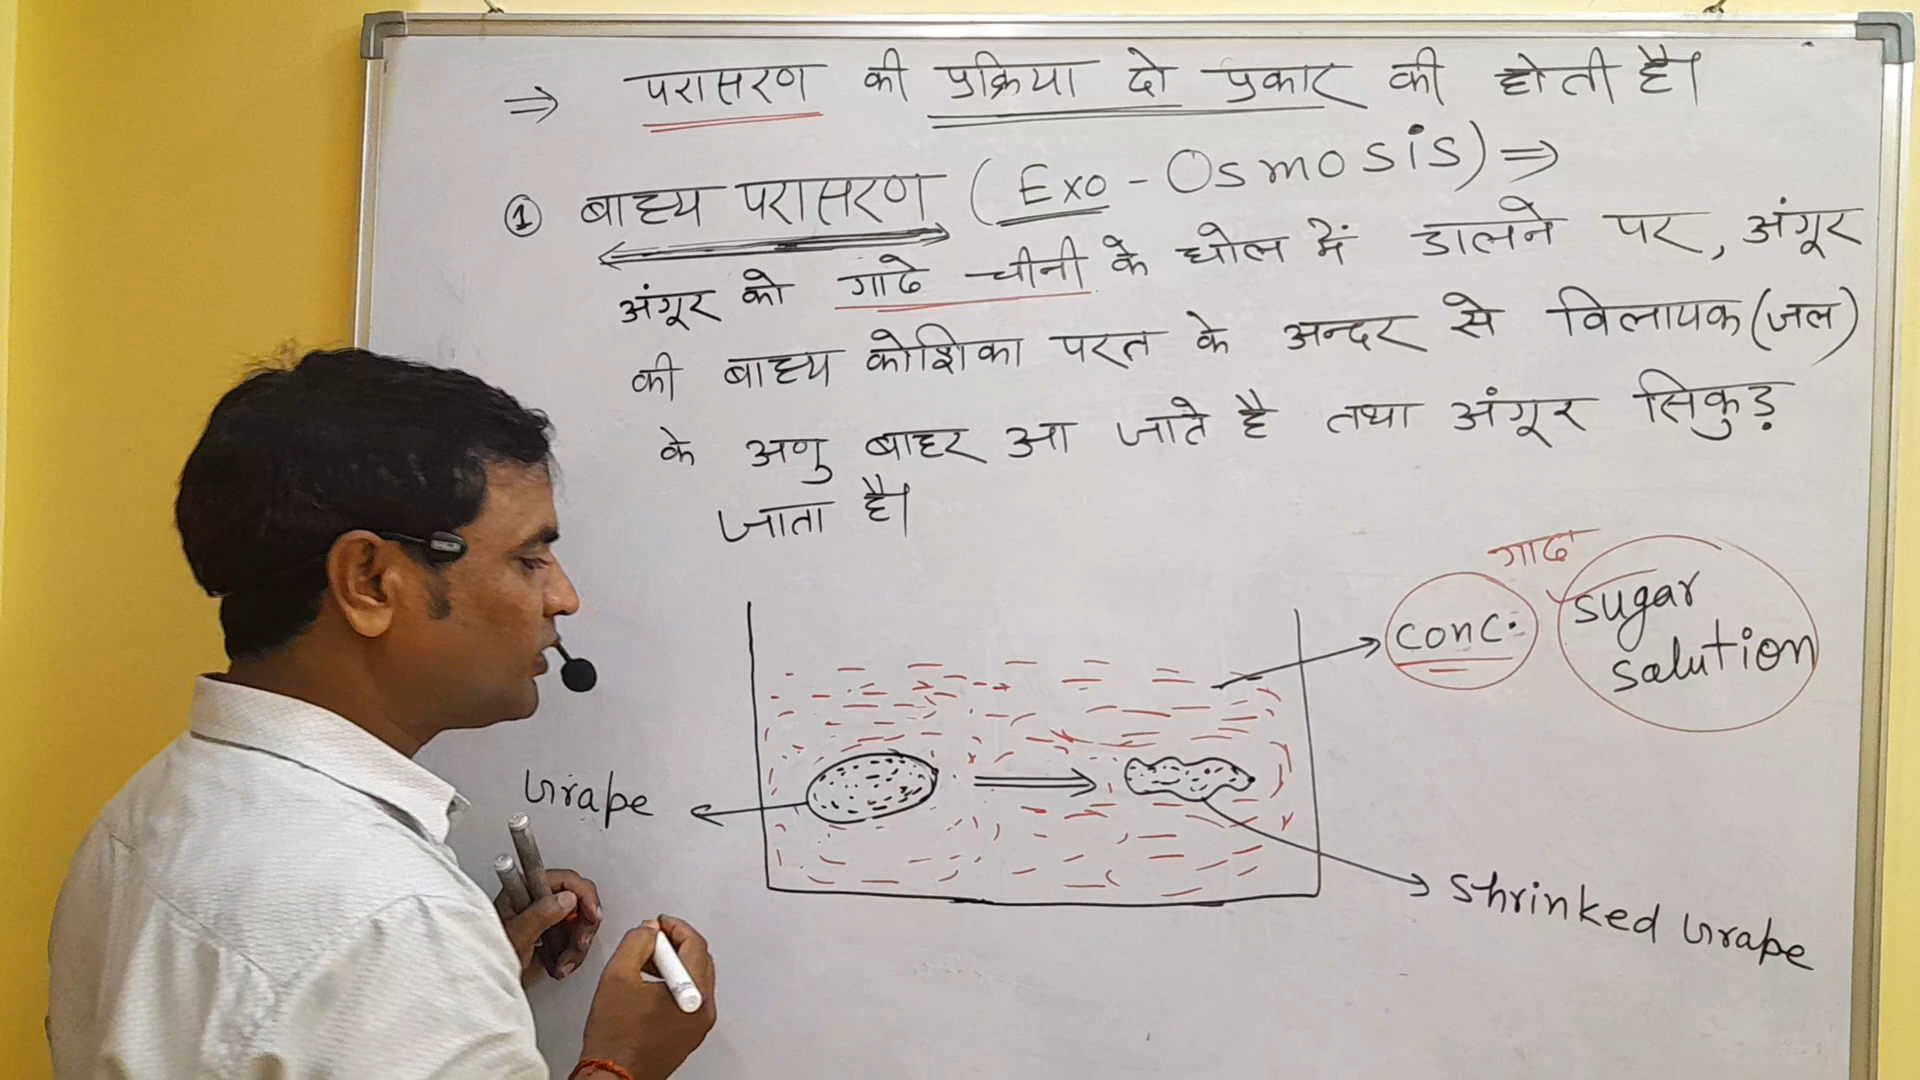 ⇒ परासरण की प्रक्रिया दो प्रकार की होती है।
① बाह्य परासरण (Exo - Osmosis) ⇒
अंगूर को गाढे चीनी के घोल में डालने पर, अंगूर
की बाह्य कोशिका परत के अन्दर से विलायक (जल)
के अणु बाहर आ जाते है तथा अंगूर सिकुड़
जाता है।
गाढा
conc. sugar
salution
Grape
Shrinked Grape